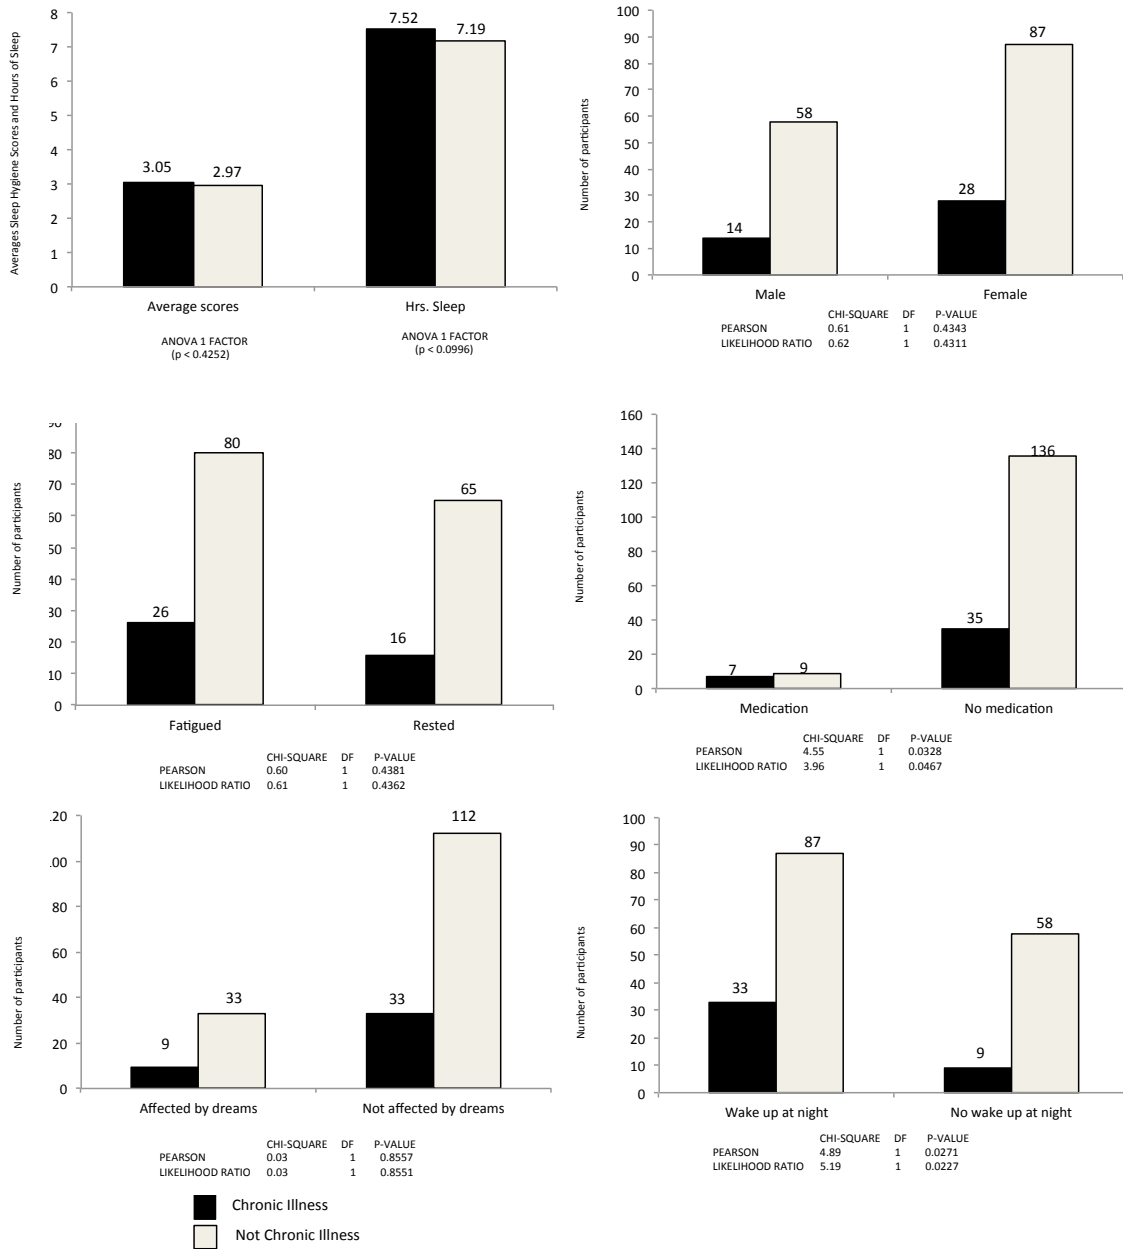 Averages Sleep Hygiene Scores and Hours of Sleep
8
7
6
5
4
3
2
1
0
3.05
2.97
7.52
7.19
Average scores
Hrs. Sleep
ANOVA 1 FACTOR
(p < 0.4252)
ANOVA 1 FACTOR
(p < 0.0996)
Number of participants
100
90
80
70
60
50
40
30
20
10
0
14
58
28
87
Male
Female
CHI-SQUARE DF P-VALUE
PEARSON 0.61 1 0.4343
LIKELIHOOD RATIO 0.62 1 0.4311
Number of participants
90
80
70
60
50
40
30
20
10
0
26
80
16
65
Fatigued
Rested
CHI-SQUARE DF P-VALUE
PEARSON 0.60 1 0.4381
LIKELIHOOD RATIO 0.61 1 0.4362
Number of participants
160
140
120
100
80
60
40
20
0
7
9
35
136
Medication
No medication
CHI-SQUARE DF P-VALUE
PEARSON 4.55 1 0.0328
LIKELIHOOD RATIO 3.96 1 0.0467
Number of participants
120
100
80
60
40
20
0
9
33
33
112
Affected by dreams
Not affected by dreams
CHI-SQUARE DF P-VALUE
PEARSON 0.03 1 0.8557
LIKELIHOOD RATIO 0.03 1 0.8551
Number of participants
100
90
80
70
60
50
40
30
20
10
0
33
87
9
58
Wake up at night
No wake up at night
CHI-SQUARE DF P-VALUE
PEARSON 4.89 1 0.0271
LIKELIHOOD RATIO 5.19 1 0.0227
Chronic Illness
Not Chronic Illness